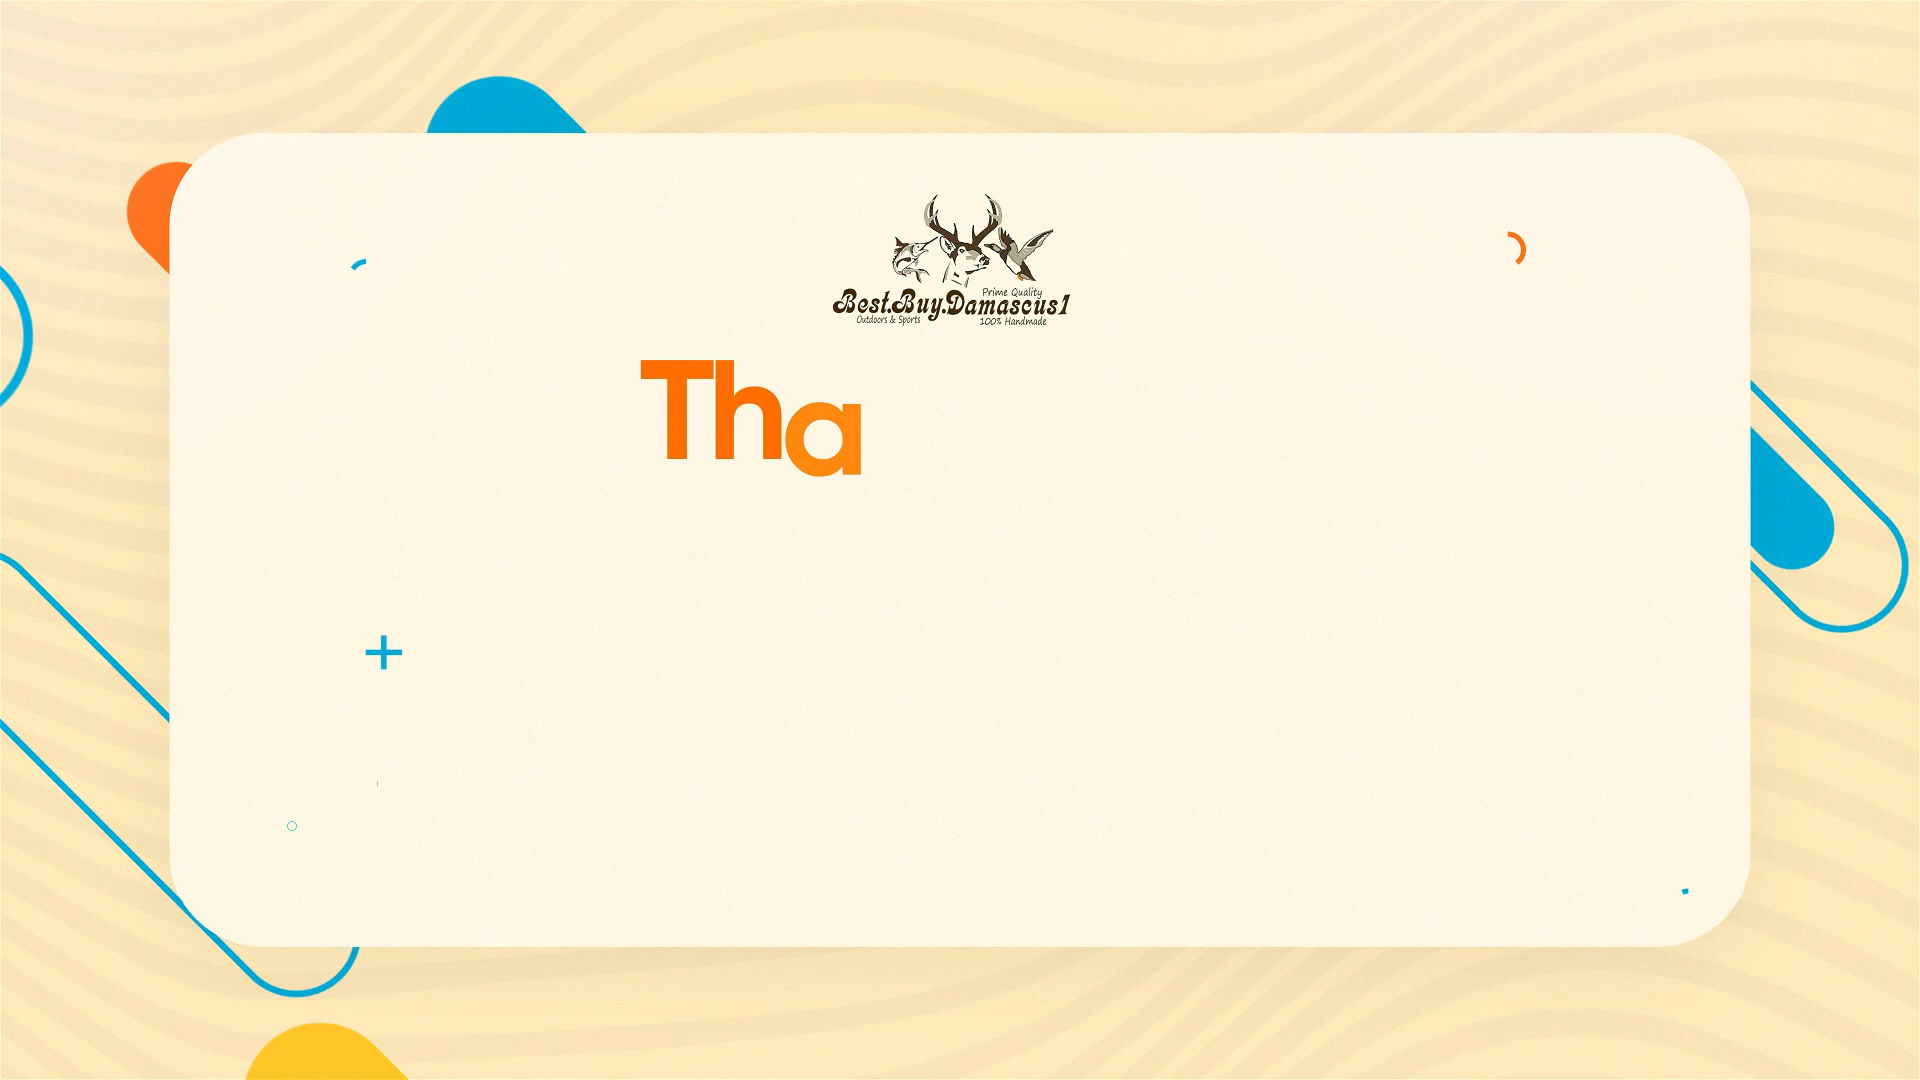 Prime Quality
Best.Buy.Damascus1
Outdoors & Sports
100% Handmade
Tha